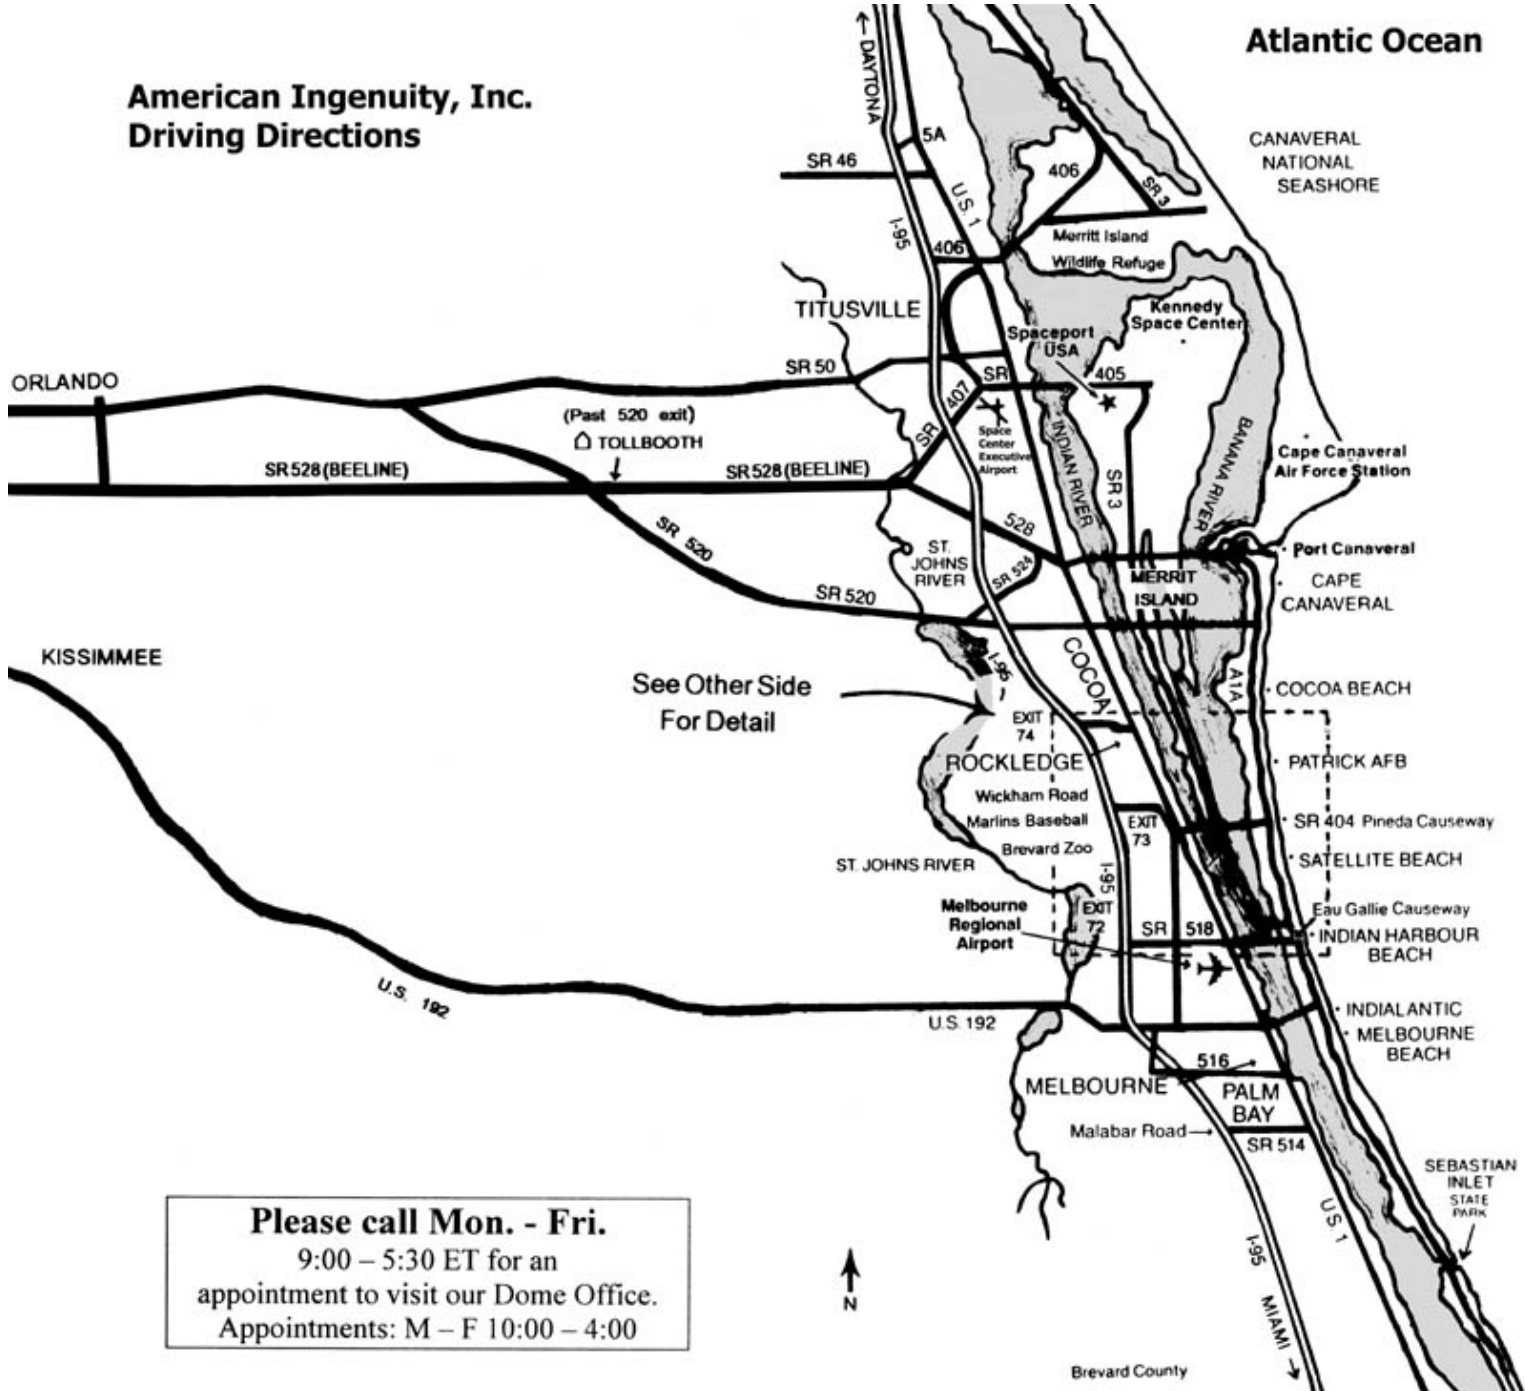 American Ingenuity, Inc.
Driving Directions
Atlantic Ocean
DAYTONA
5A
SR 46
U.S. 1
406
SR 3
CANAVERAL
NATIONAL
SEASHORE
I-95
406
Merritt Island
Wildlife Refuge
TITUSVILLE
Kennedy
Space Center
Spaceport
USA
ORLANDO
SR 50
SR
405
SR 407
(Past 520 exit)
TOLLBOOTH
SR 528 (BEELINE)
SR 528 (BEELINE)
Space
Center
Executive
Airport
INDIAN RIVER
SR 3
BANANA RIVER
Cape Canaveral
Air Force Station
SR 520
528
ST.
JOHNS
RIVER
SR 524
Port Canaveral
MERRIT
ISLAND
CAPE
CANAVERAL
SR 520
KISSIMMEE
I-95
COCOA
A1A
COCOA BEACH
See Other Side
For Detail
EXIT
74
ROCKLEDGE
PATRICK AFB
Wickham Road
Marlins Baseball
EXIT
73
SR 404 Pineda Causeway
Brevard Zoo
ST. JOHNS RIVER
I-95
SATELLITE BEACH
Melbourne
Regional
Airport
EXIT
72
SR 518
Eau Gallie Causeway
INDIAN HARBOUR
BEACH
U.S. 192
U.S. 192
INDIALANTIC
MELBOURNE
BEACH
516
MELBOURNE
PALM
BAY
Malabar Road
SR 514
SEBASTIAN
INLET
STATE
PARK
U.S. 1
I-95
MIAMI
Please call Mon. - Fri.
9:00 – 5:30 ET for an
appointment to visit our Dome Office.
Appointments: M – F 10:00 – 4:00
N
Brevard County